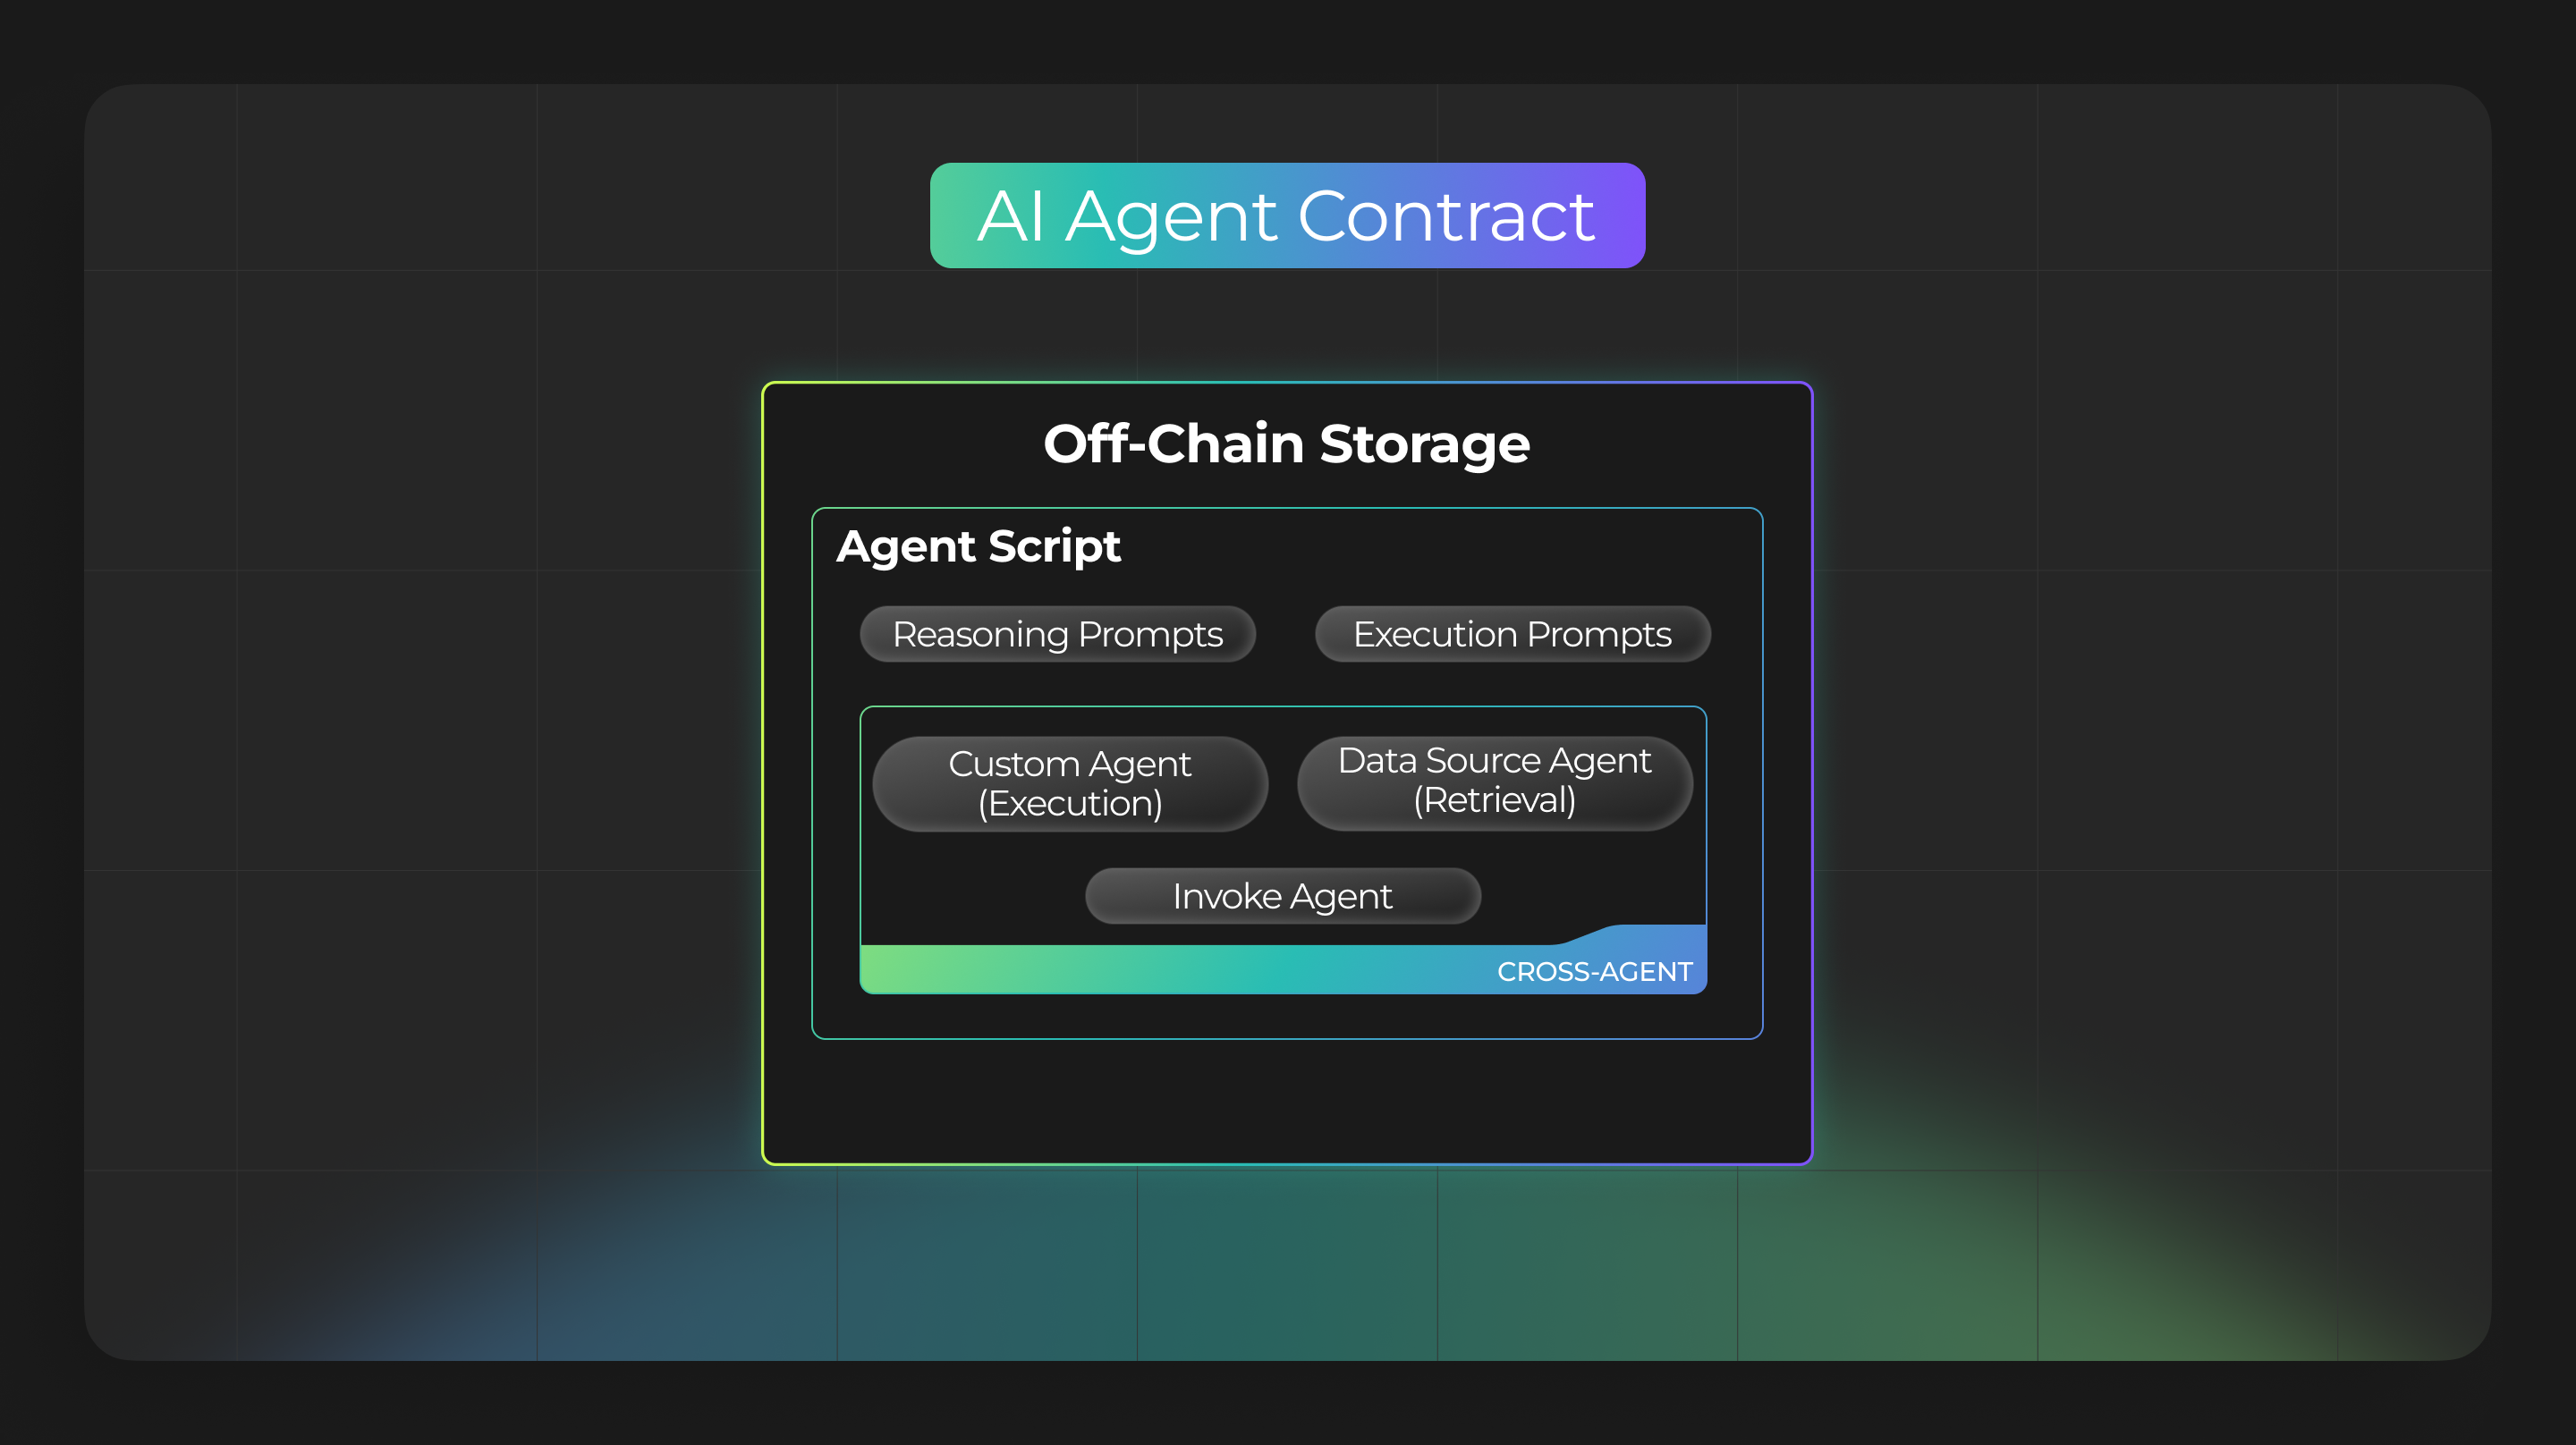 AI Agent Contract
Off-Chain Storage
Agent Script
Reasoning Prompts
Execution Prompts
Custom Agent
(Execution)
Data Source Agent
(Retrieval)
Invoke Agent
CROSS-AGENT